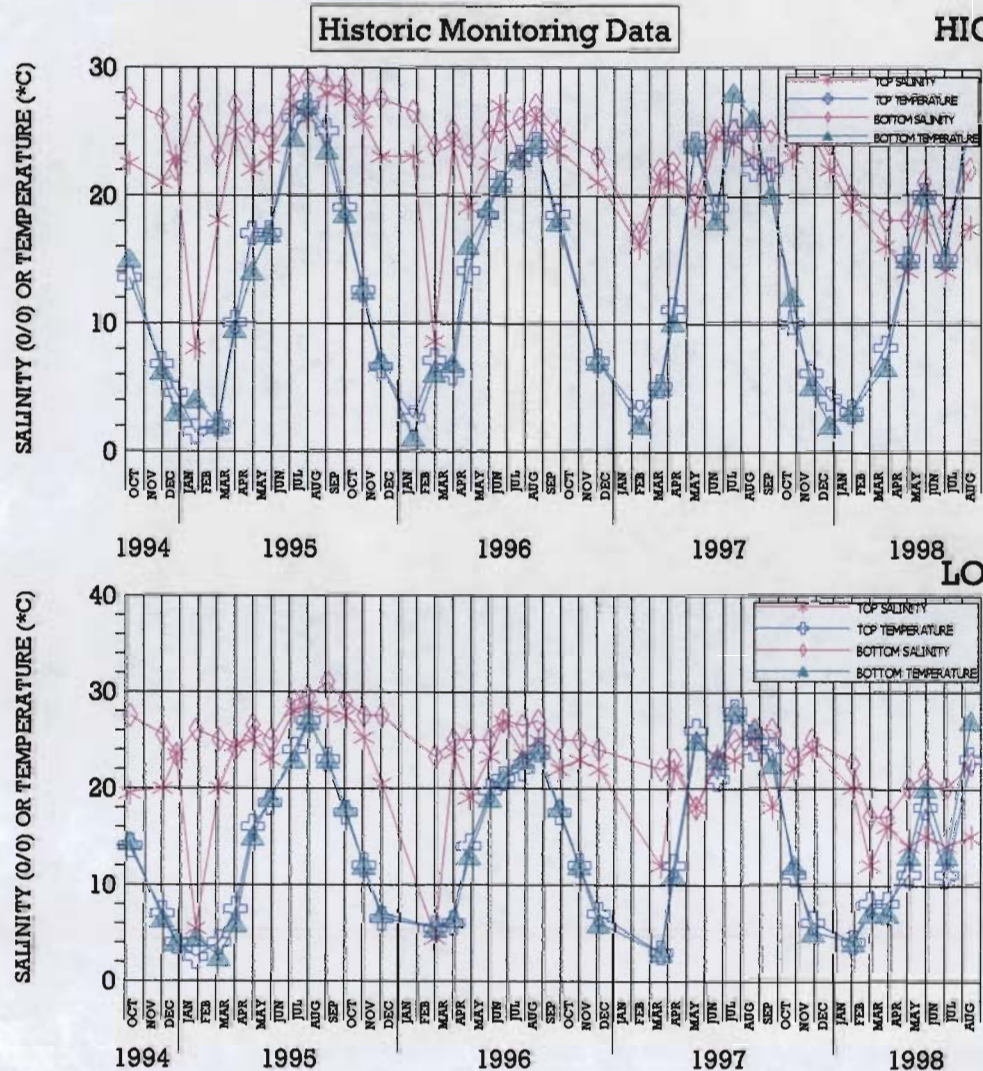 Historic Monitoring Data
HIG
SALINITY (0/0) OR TEMPERATURE (*C)
30
20
10
0
TOP SALINITY
TOP TEMPERATURE
BOTTOM SALINITY
BOTTOM TEMPERATURE
OCT NOV DEC JAN FEB MAR APR MAY JUN JUL AUG SEP OCT NOV DEC JAN FEB MAR APR MAY JUN JUL AUG SEP OCT NOV DEC JAN FEB MAR APR MAY JUN JUL AUG SEP OCT NOV DEC JAN FEB MAR APR MAY JUN JUL AUG
1994 1995 1996 1997 1998
LO
SALINITY (0/0) OR TEMPERATURE (*C)
40
30
20
10
0
TOP SALINITY
TOP TEMPERATURE
BOTTOM SALINITY
BOTTOM TEMPERATURE
OCT NOV DEC JAN FEB MAR APR MAY JUN JUL AUG SEP OCT NOV DEC JAN FEB MAR APR MAY JUN JUL AUG SEP OCT NOV DEC JAN FEB MAR APR MAY JUN JUL AUG SEP OCT NOV DEC JAN FEB MAR APR MAY JUN JUL AUG
1994 1995 1996 1997 1998